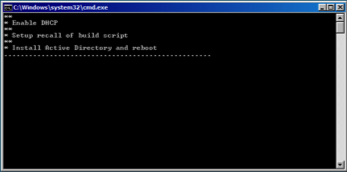 C:\Windows\system32\cmd.exe
**
* Enable DHCP
**
* Setup recall of build script
**
* Install Active Directory and reboot
--------------------------------------------------